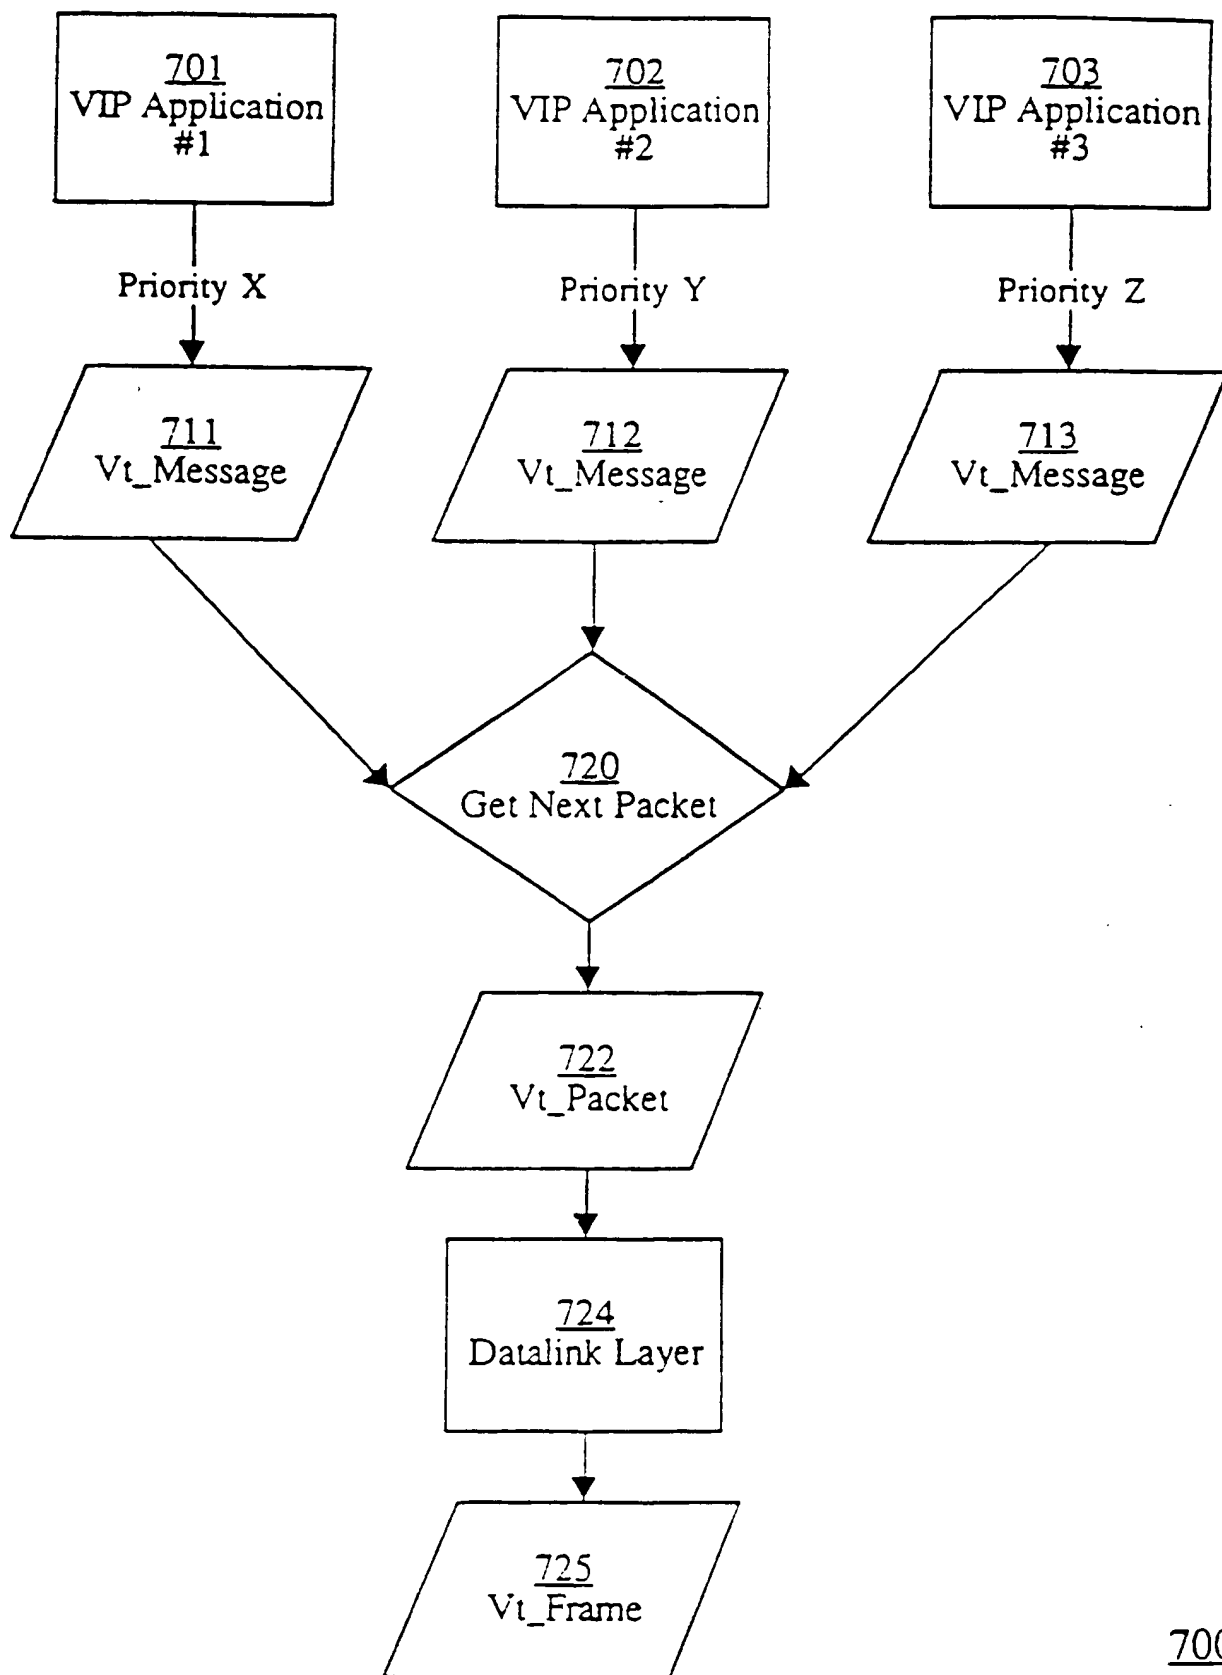 701
VIP Application
#1
702
VIP Application
#2
703
VIP Application
#3
Priority X
Priority Y
Priority Z
711
Vt_Message
712
Vt_Message
713
Vt_Message
720
Get Next Packet
722
Vt_Packet
724
Datalink Layer
725
Vt_Frame
700